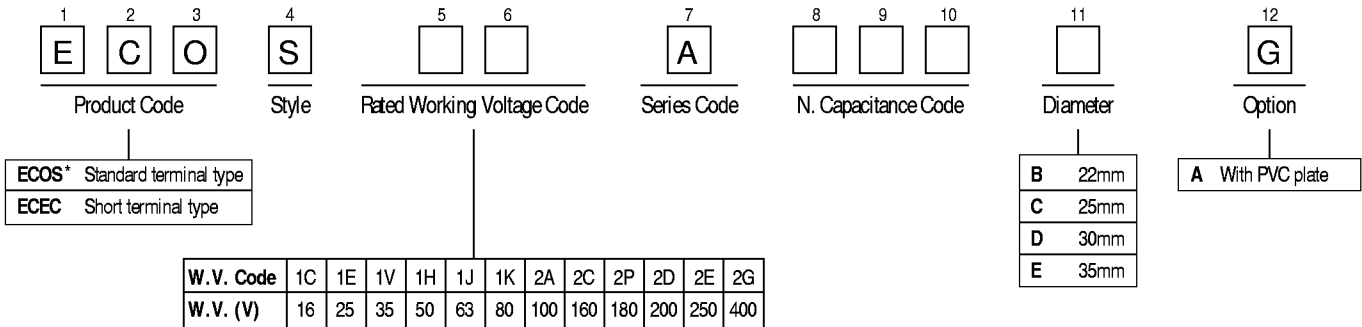 1 2 3 4 5 6 7 8 9 10 11 12
E C O S A G
Product Code Style Rated Working Voltage Code Series Code N. Capacitance Code Diameter Option
ECOS* Standard terminal type
ECEC Short terminal type
B 22mm
C 25mm
D 30mm
E 35mm
A With PVC plate
W.V. Code 1C 1E 1V 1H 1J 1K 2A 2C 2P 2D 2E 2G
W.V. (V) 16 25 35 50 63 80 100 160 180 200 250 400